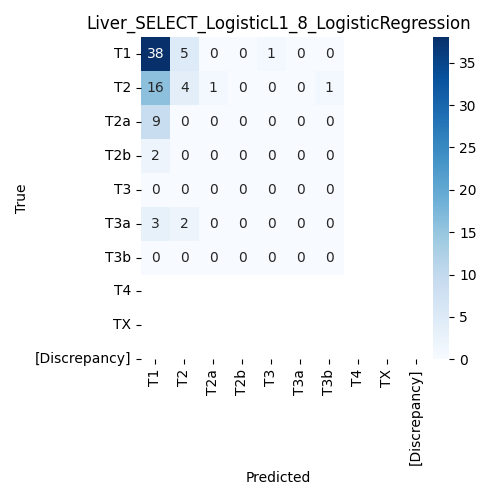 Liver_SELECT_LogisticL1_8_LogisticRegression
T1 38 5 0 0 1 0 0
T2 16 4 1 0 0 0 1
T2a 9 0 0 0 0 0 0
T2b 2 0 0 0 0 0 0
T3 0 0 0 0 0 0 0
T3a 3 2 0 0 0 0 0
T3b 0 0 0 0 0 0 0
T4
TX
[Discrepancy]
True
T1 T2 T2a T2b T3 T3a T3b T4 TX [Discrepancy]
Predicted
35
30
25
20
15
10
5
0